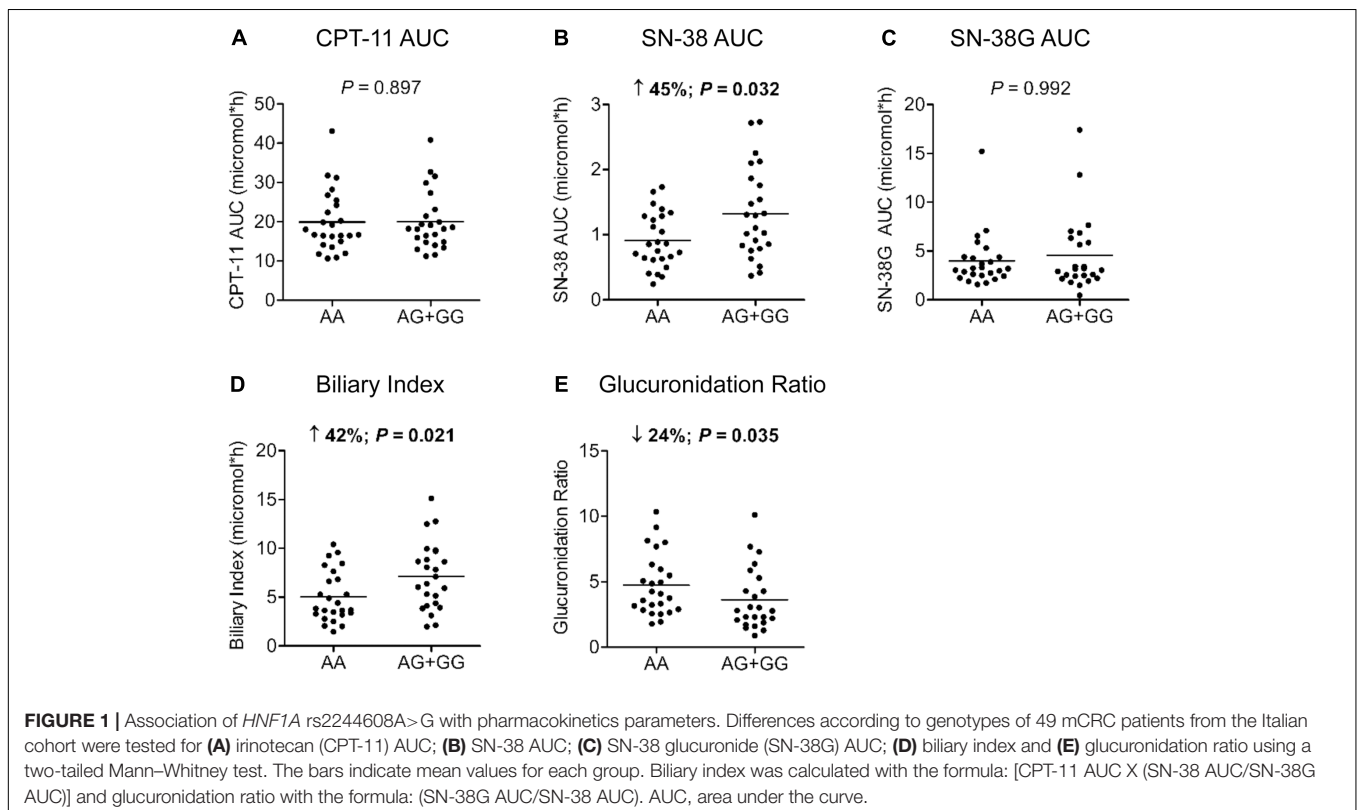 A CPT-11 AUC
P = 0.897
CPT-11 AUC (micromol*h)
50
40
30
20
10
0
AA AG+GG
B SN-38 AUC
↑ 45%; P = 0.032
SN-38 AUC (micromol*h)
3
2
1
0
AA AG+GG
C SN-38G AUC
P = 0.992
SN-38G AUC (micromol*h)
20
15
10
5
0
AA AG+GG
D Biliary Index
↑ 42%; P = 0.021
Biliary Index (micromol*h)
20
15
10
5
0
AA AG+GG
E Glucuronidation Ratio
↓ 24%; P = 0.035
Glucuronidation Ratio
15
10
5
0
AA AG+GG
FIGURE 1 | Association of HNF1A rs2244608A>G with pharmacokinetics parameters. Differences according to genotypes of 49 mCRC patients from the Italian
cohort were tested for (A) irinotecan (CPT-11) AUC; (B) SN-38 AUC; (C) SN-38 glucuronide (SN-38G) AUC; (D) biliary index and (E) glucuronidation ratio using a
two-tailed Mann–Whitney test. The bars indicate mean values for each group. Biliary index was calculated with the formula: [CPT-11 AUC X (SN-38 AUC/SN-38G
AUC)] and glucuronidation ratio with the formula: (SN-38G AUC/SN-38 AUC). AUC, area under the curve.